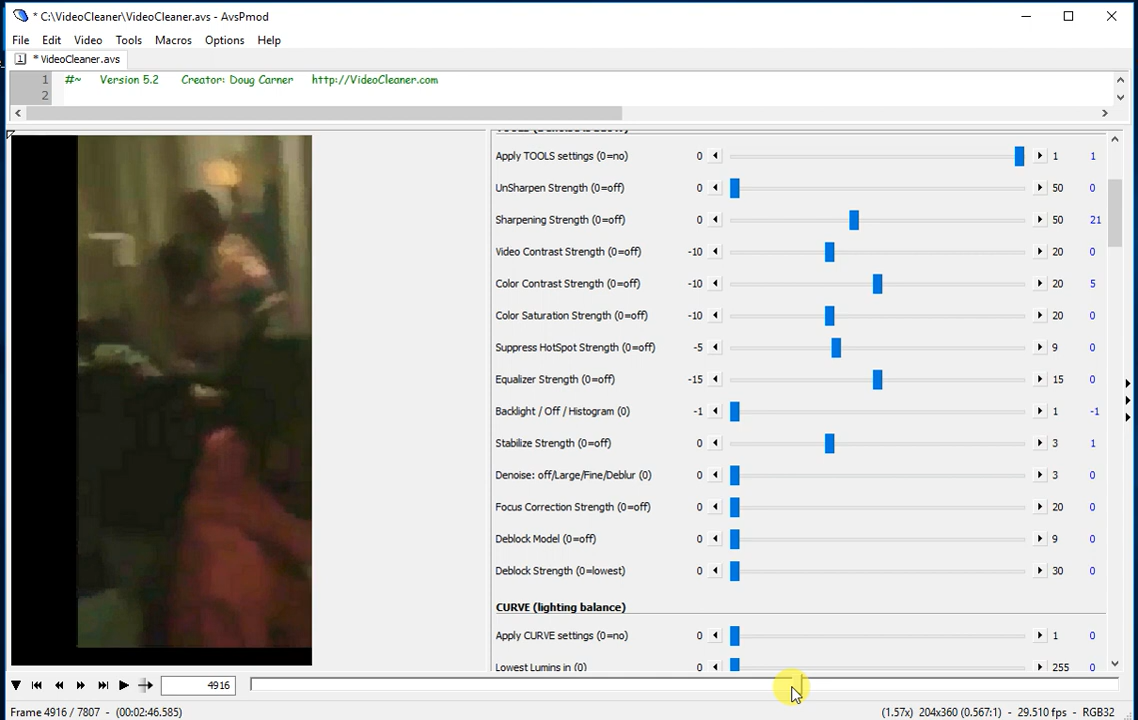 * C:\VideoCleaner\VideoCleaner.avs - AvsPmod
File Edit Video Tools Macros Options Help
1 * VideoCleaner.avs
1 #~ Version 5.2 Creator: Doug Carner http://VideoCleaner.com
2
Apply TOOLS settings (0=no) 0 1 1
UnSharpen Strength (0=off) 0 50 0
Sharpening Strength (0=off) 0 50 21
Video Contrast Strength (0=off) -10 20 0
Color Contrast Strength (0=off) -10 20 5
Color Saturation Strength (0=off) -10 20 0
Suppress HotSpot Strength (0=off) -5 9 0
Equalizer Strength (0=off) -15 15 0
Backlight / Off / Histogram (0) -1 1 -1
Stabilize Strength (0=off) 0 3 1
Denoise: off/Large/Fine/Deblur (0) 0 3 0
Focus Correction Strength (0=off) 0 20 0
Deblock Model (0=off) 0 9 0
Deblock Strength (0=lowest) 0 30 0
CURVE (lighting balance)
Apply CURVE settings (0=no) 0 1 0
Lowest Lumins in (0) 0 255 0
4916
Frame 4916 / 7807 - (00:02:46.585) (1.57x) 204x360 (0.567:1) - 29.510 fps - RGB32